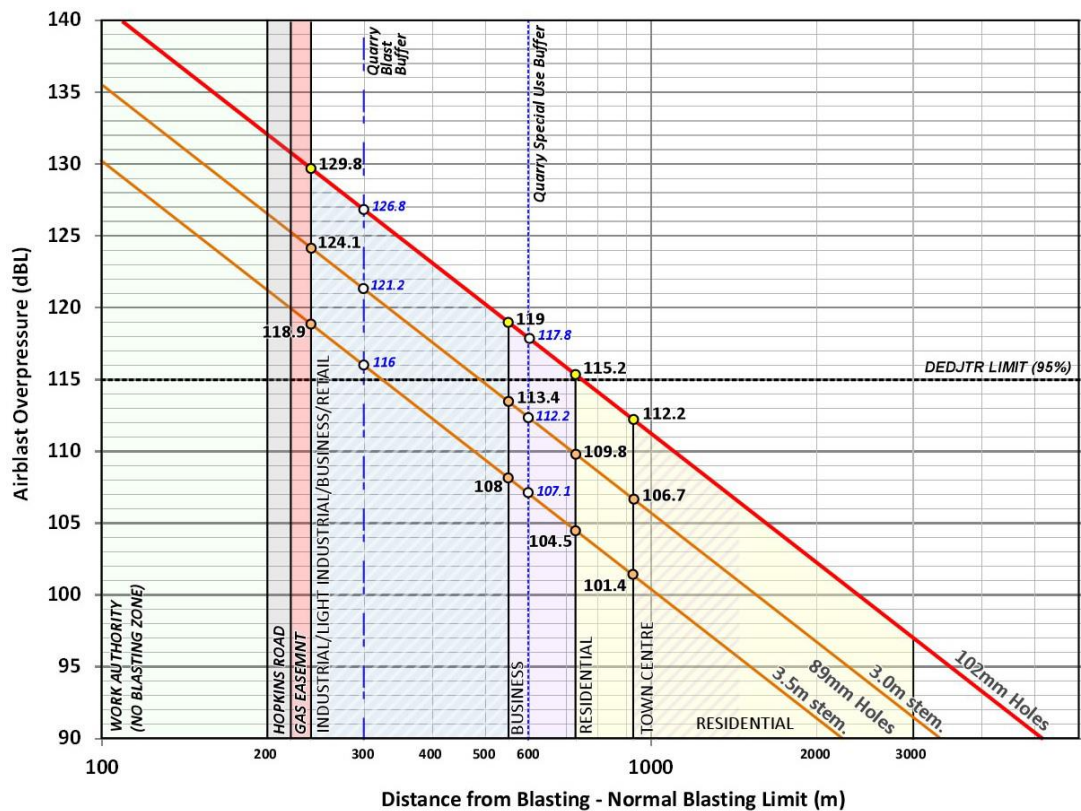 140
135
130
125
120
115
110
105
100
95
90
Airblast Overpressure (dBL)
Quarry
Blast
Buffer
Quarry Special Use Buffer
129.8
126.8
124.1
121.2
118.9
116
119
117.8
115.2
DEDJTR LIMIT (95%)
113.4
112.2
112.2
109.8
108
107.1
106.7
104.5
101.4
WORK AUTHORITY
(NO BLASTING ZONE)
HOPKINS ROAD
GAS EASEMNT
INDUSTRIAL/LIGHT INDUSTRIAL/BUSINESS/RETAIL
BUSINESS
RESIDENTIAL
TOWN CENTRE
RESIDENTIAL
3.5m stem.
89mm Holes
3.0m stem.
102mm Holes
100
200
300
400
500
600
1000
2000
3000
Distance from Blasting - Normal Blasting Limit (m)